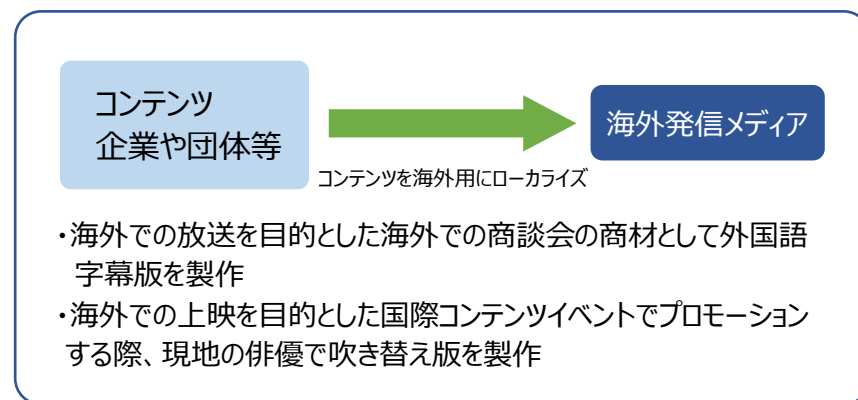 コンテンツ
企業や団体等
海外発信メディア
コンテンツを海外用にローカライズ
・海外での放送を目的とした海外での商談会の商材として外国語
字幕版を製作
・海外での上映を目的とした国際コンテンツイベントでプロモーション
する際、現地の俳優で吹き替え版を製作